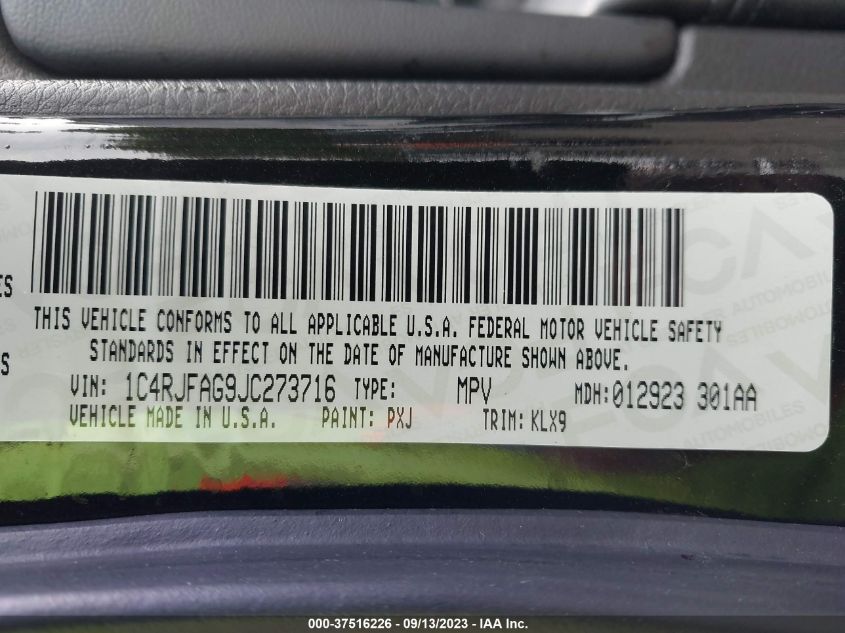 ES
THIS VEHICLE CONFORMS TO ALL APPLICABLE U.S.A. FEDERAL MOTOR VEHICLE SAFETY
S STANDARDS IN EFFECT ON THE DATE OF MANUFACTURE SHOWN ABOVE.
VIN: 1C4RJFAG9JC273716 TYPE: MPV MDH:012923 301AA
VEHICLE MADE IN U.S.A. PAINT: PXJ TRIM: KLX9
000-37516226 - 09/13/2023 - IAA Inc.